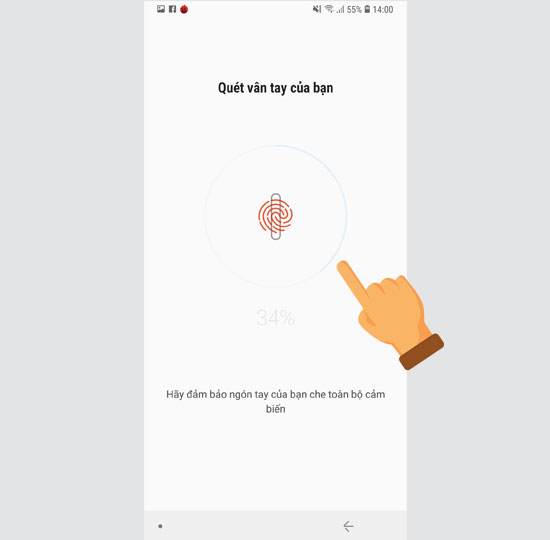 55% 14:00
Quét vân tay của bạn
34%
Hãy đảm bảo ngón tay của bạn che toàn bộ cảm
biến